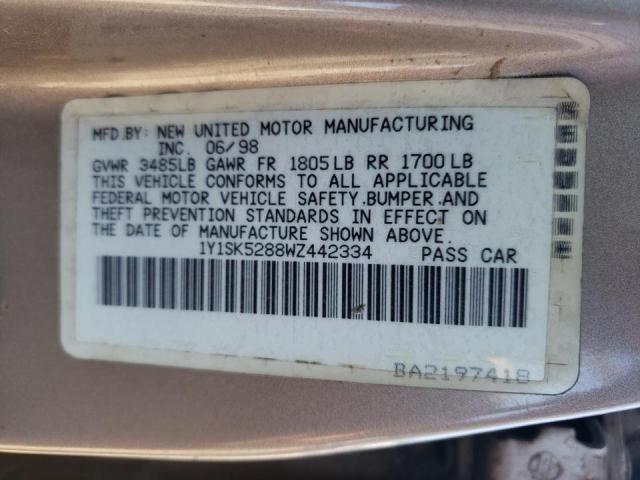 MFD BY: NEW UNITED MOTOR MANUFACTURING
INC. 06/98
GVWR 3485LB GAWR FR 1805LB RR 1700LB
THIS VEHICLE CONFORMS TO ALL APPLICABLE
FEDERAL MOTOR VEHICLE SAFETY, BUMPER, AND
THEFT PREVENTION STANDARDS IN EFFECT ON
THE DATE OF MANUFACTURE SHOWN ABOVE.
1Y1SK5288WZ442334 PASS CAR
BA2197418